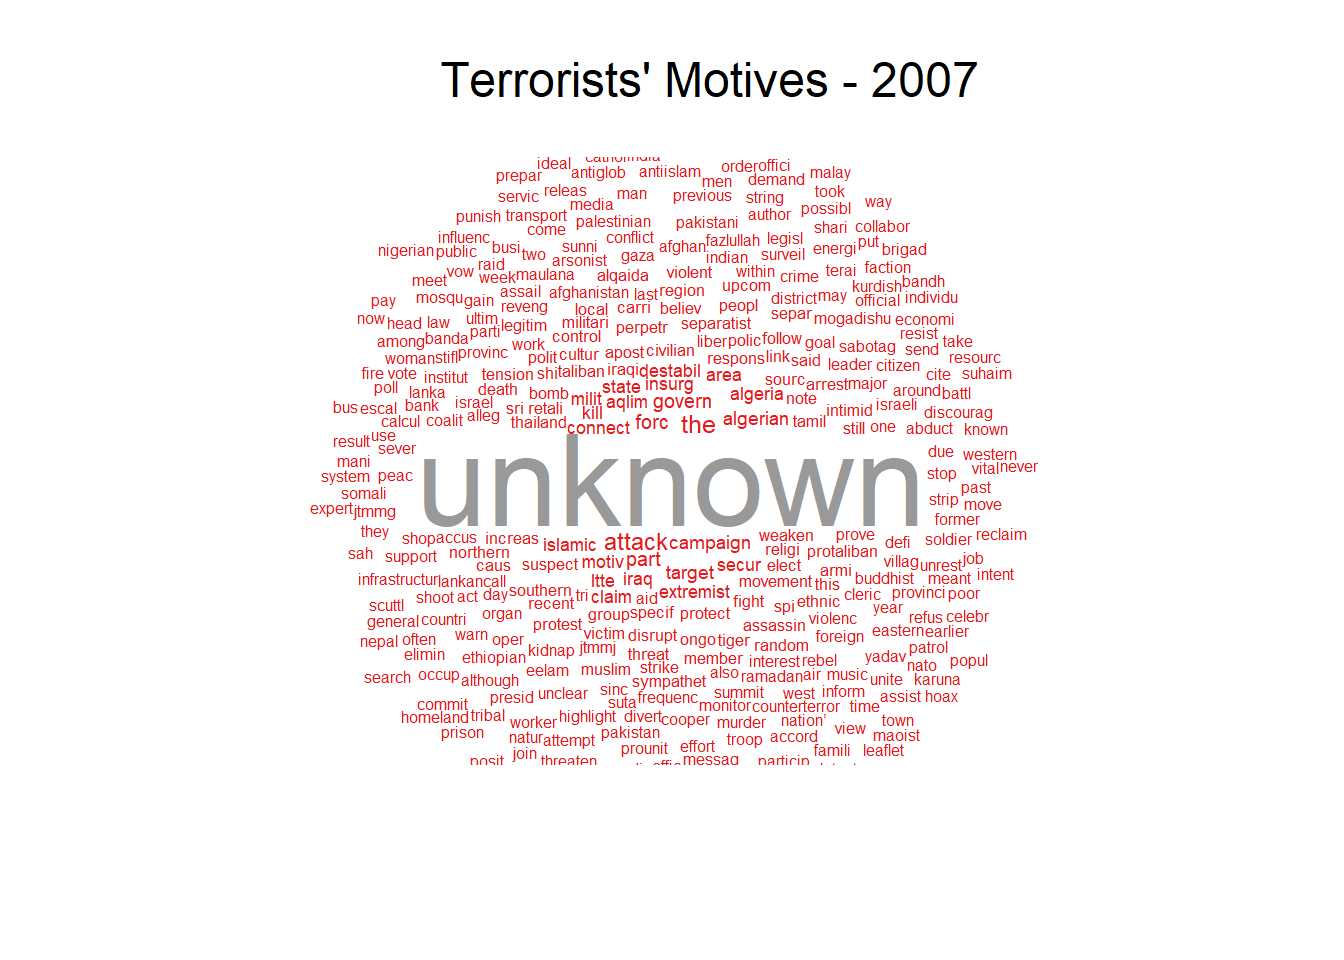 Terrorists' Motives - 2007
ideal india orderoffici
prepar antiglob antiislam men demand malay
servic releas man previous string took
media possibl way
punish transport palestinian pakistani author
come shari collabor
influenc conflict fazlullah legisl put
nigerian public busi two sunni afghan energi brigad
arsonist gaza indian surveil
raid faction
meet vow week maulana alqaida violent within crime terai
kurdish bandh
pay mosqu gain assail afghanistan last region upcom district may official individu
reveng local carri believ peopl separ
now head law ultim legitim militari perpetr separatist mogadishu economi
among banda parti work control liber polic follow goal sabotag resist
woman stifl provinc polit cultur apost civilian respons link said send take
fire vote institut tension shi taliban iraqi destabil area leader citizen resourc
poll lanka death state insurg sourc arrest major cite suhaim
bomb milit aqlim govern algeria note around battl
bus escal bank israel sri retali kill intimid israeli discourag
calcul coalit alleg thailand connect forc the algerian tamil still one abduct known
result use
sever due western
mani unknown stop vital never
system peac past
somali strip move
expert jtmmg former
they shop accus increas islamic attack campaign weaken prove defi soldier reclaim
sah support northern motiv part religi protaliban villag unrest job
caus suspect target secur elect armi
infrastructur lankan call ltte iraq movement this buddhist meant intent
scuttl shoot act day southern tri claim aid extremist fight spi ethnic cleric provinci poor
recent
general countri organ group specif protect violenc year refus celebr
protest assassin
nepal often warn oper victim disrupt ongo tiger random foreign eastern earlier
elimin ethiopian kidnap jtmmj threat member interest rebel yadav patrol
nato popul
search occup although eelam muslim strike also ramadan air music unite karuna
sympathet
commit presid unclear sinc frequenc summit west inform assist hoax
suta monitor counterterror time
homeland tribal worker highlight divert cooper murder nation’ town
prison natur attempt pakistan troop accord view maoist
join prounit effort famili leaflet
posit threaten messag particip